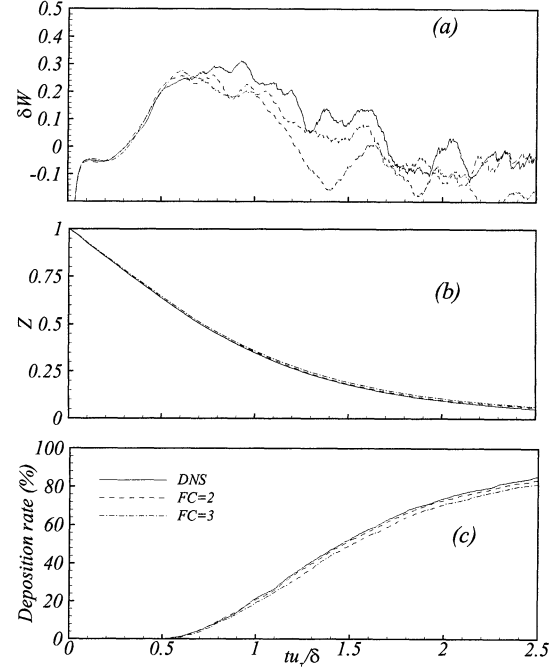 0.5
0.4
0.3
0.2
0.1
0
-0.1
δW
(a)
1
0.75
0.5
0.25
0
Z
(b)
100
80
60
40
20
0
Deposition rate (%)
DNS
FC=2
FC=3
(c)
0 0.5 1 1.5 2 2.5
tuτ/δ